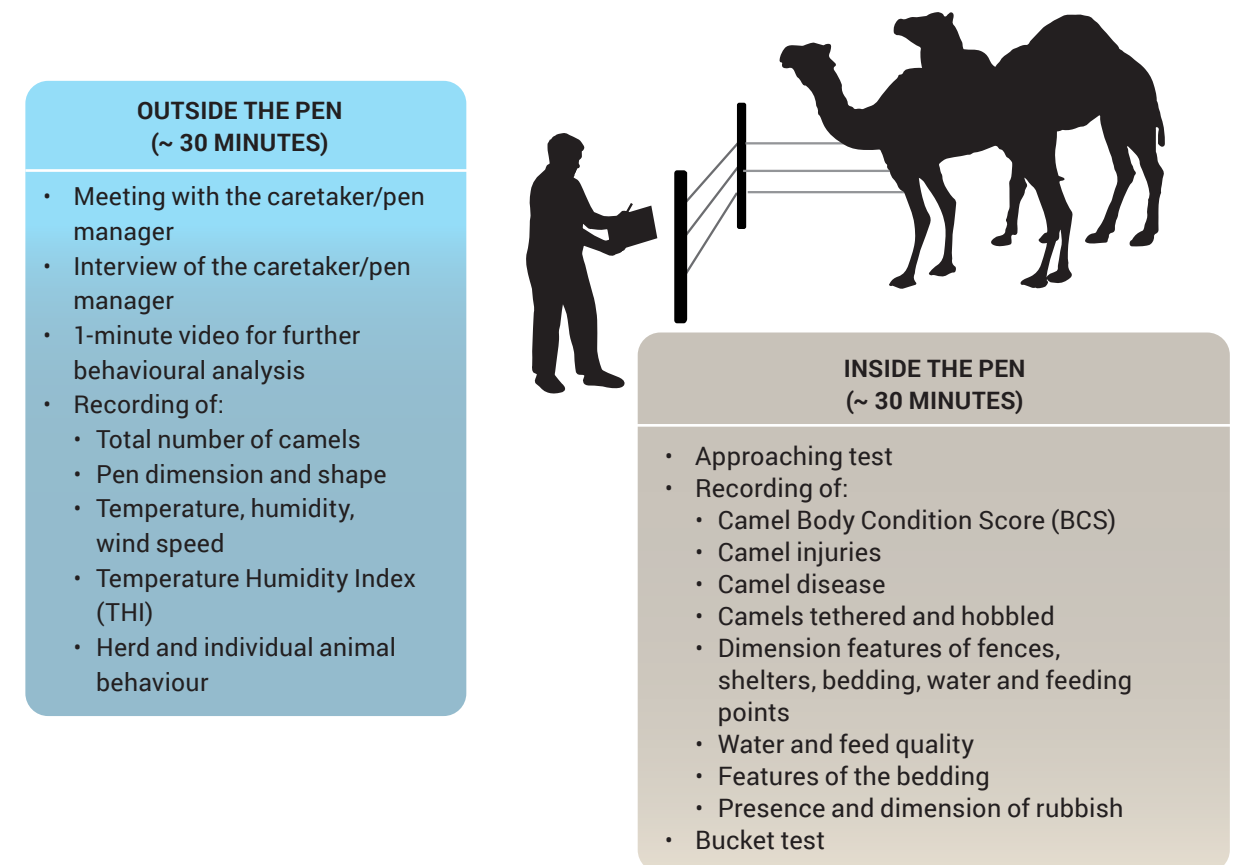 OUTSIDE THE PEN
(~ 30 MINUTES)
• Meeting with the caretaker/pen
manager
• Interview of the caretaker/pen
manager
• 1-minute video for further
behavioural analysis
• Recording of:
• Total number of camels
• Pen dimension and shape
• Temperature, humidity,
wind speed
• Temperature Humidity Index
(THI)
• Herd and individual animal
behaviour
INSIDE THE PEN
(~ 30 MINUTES)
• Approaching test
• Recording of:
• Camel Body Condition Score (BCS)
• Camel injuries
• Camel disease
• Camels tethered and hobbled
• Dimension features of fences,
shelters, bedding, water and feeding
points
• Water and feed quality
• Features of the bedding
• Presence and dimension of rubbish
• Bucket test